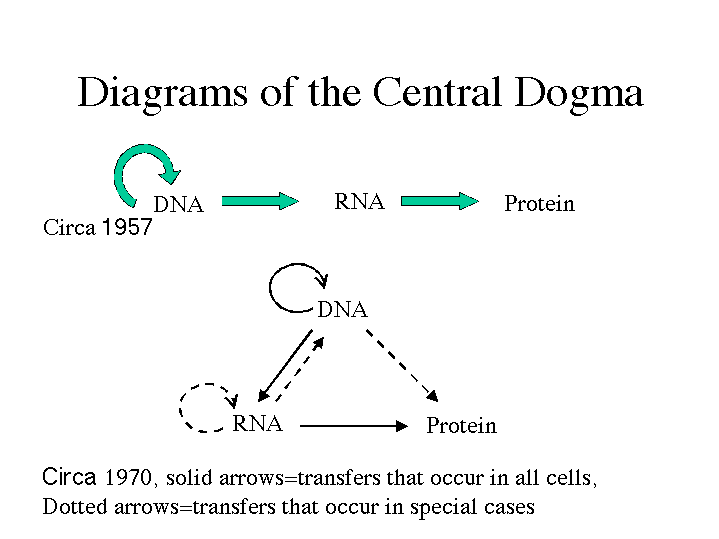 Diagrams of the Central Dogma
DNA
RNA
Protein
Circa 1957
DNA
RNA
Protein
Circa 1970, solid arrows=transfers that occur in all cells,
Dotted arrows=transfers that occur in special cases